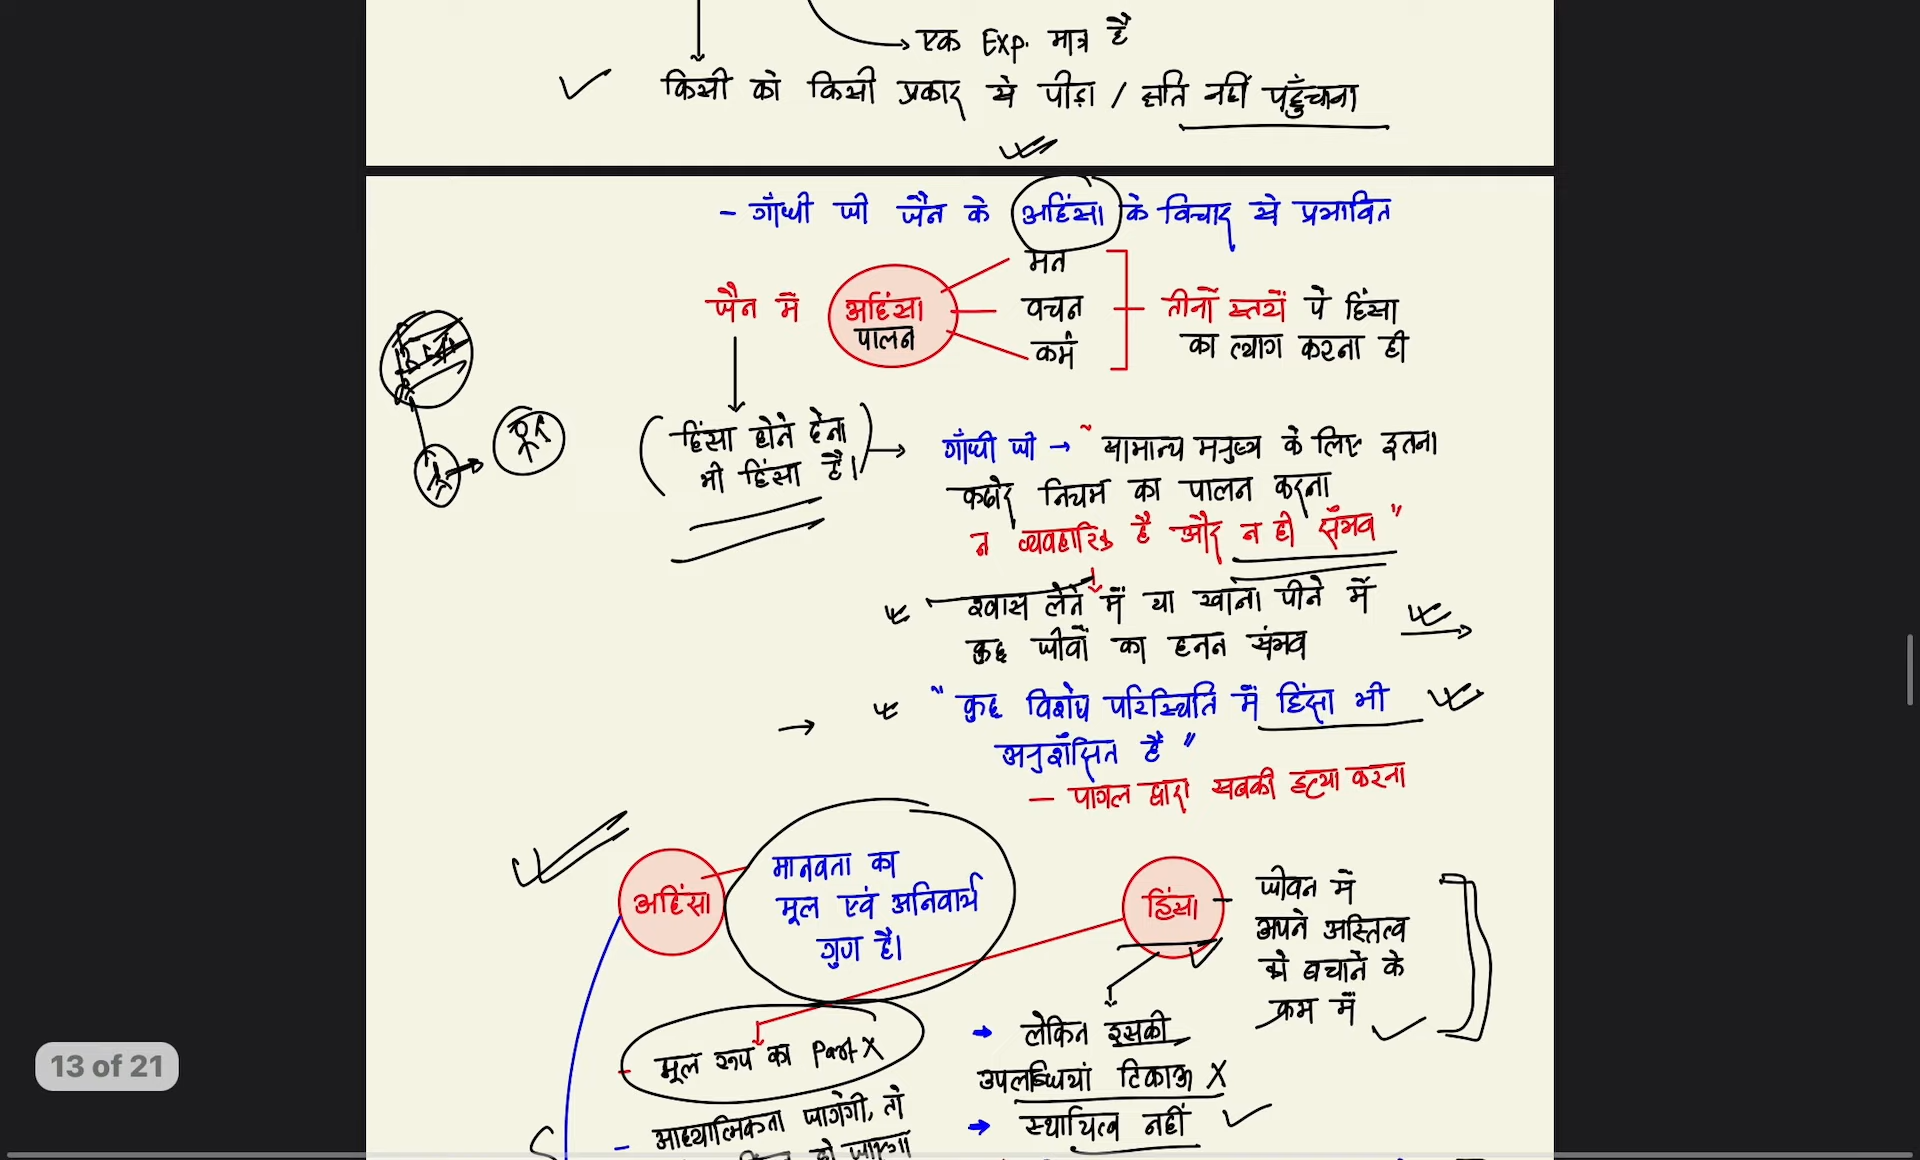 एक Exp. मात्र है
किसी को किसी प्रकार से पीड़ा / क्षति नहीं पहुँचाना
- गाँधी जी जैन के अहिंसा के विचार से प्रभावित
मन
जैन में अहिंसा पालन वचन तीनों स्तरों पे हिंसा
कर्म का त्याग करना ही
(हिंसा होने देना
भी हिंसा है।)
गाँधी जी → "सामान्य मनुष्य के लिए इतना
कठोर नियम का पालन करना
न व्यवहारिक है और न ही संभव"
श्वास लेने में या खाना पीने में
कुछ जीवों का हनन संभव
"कुछ विशेष परिस्थिति में हिंसा भी
अनुशंसित है"
- पागल द्वारा सबकी हत्या करना
अहिंसा
मानवता का
मूल एवं अनिवार्य
गुण है।
हिंसा
जीवन में
अपने अस्तित्व
को बचाने के
क्रम में
- मूल रूप का Part X
- आध्यात्मिकता जागेगी, तो
→ लेकिन इसकी
उपलब्धियां टिकाऊ X
→ स्थायित्व नहीं
13 of 21